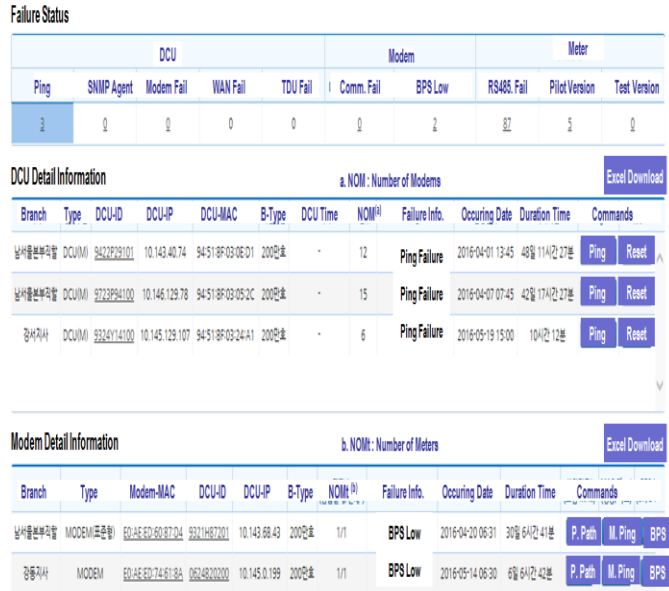 Failure Status
DCU Modem Meter
Ping SNMP Agent Modem Fail WAN Fail TDU Fail Comm. Fail BPS Low RS485. Fail Pilot Version Test Version
3 0 0 0 0 0 2 87 5 0
DCU Detail Information a. NOM : Number of Modems Excel Download
Branch Type DCU-ID DCU-IP DCU-MAC B-Type DCU Time NOM(a) Failure Info. Occuring Date Duration Time Commands
남서울본부직할 DCU(M) 9422P29101 10.143.40.74 94:51:BF:03:0E:D1 200만호 - 12 Ping Failure 2016-04-01 13:45 48일 11시간 27분 Ping Reset
남서울본부직할 DCU(M) 9723P94100 10.146.129.78 94:51:BF:03:05:2C 200만호 - 15 Ping Failure 2016-04-07 07:45 42일 17시간 27분 Ping Reset
강서지사 DCU(M) 9324Y14100 10.145.129.107 94:51:BF:03:24:A1 200만호 - 6 Ping Failure 2016-05-19 15:00 10시간 12분 Ping Reset
Modem Detail Information b. NOMt : Number of Meters Excel Download
Branch Type Modem-MAC DCU-ID DCU-IP B-Type NOMt (b) Failure Info. Occuring Date Duration Time Commands
남서울본부직할 MODEM(표준형) E0:AE:ED:60:87:D4 9321H87201 10.143.68.43 200만호 1/1 BPS Low 2016-04-20 06:31 30일 6시간 41분 P. Path M. Ping BPS
강동지사 MODEM E0:AE:ED:74:61:8A 0624B20200 10.145.0.199 200만호 1/1 BPS Low 2016-05-14 06:30 6일 6시간 42분 P. Path M. Ping BPS